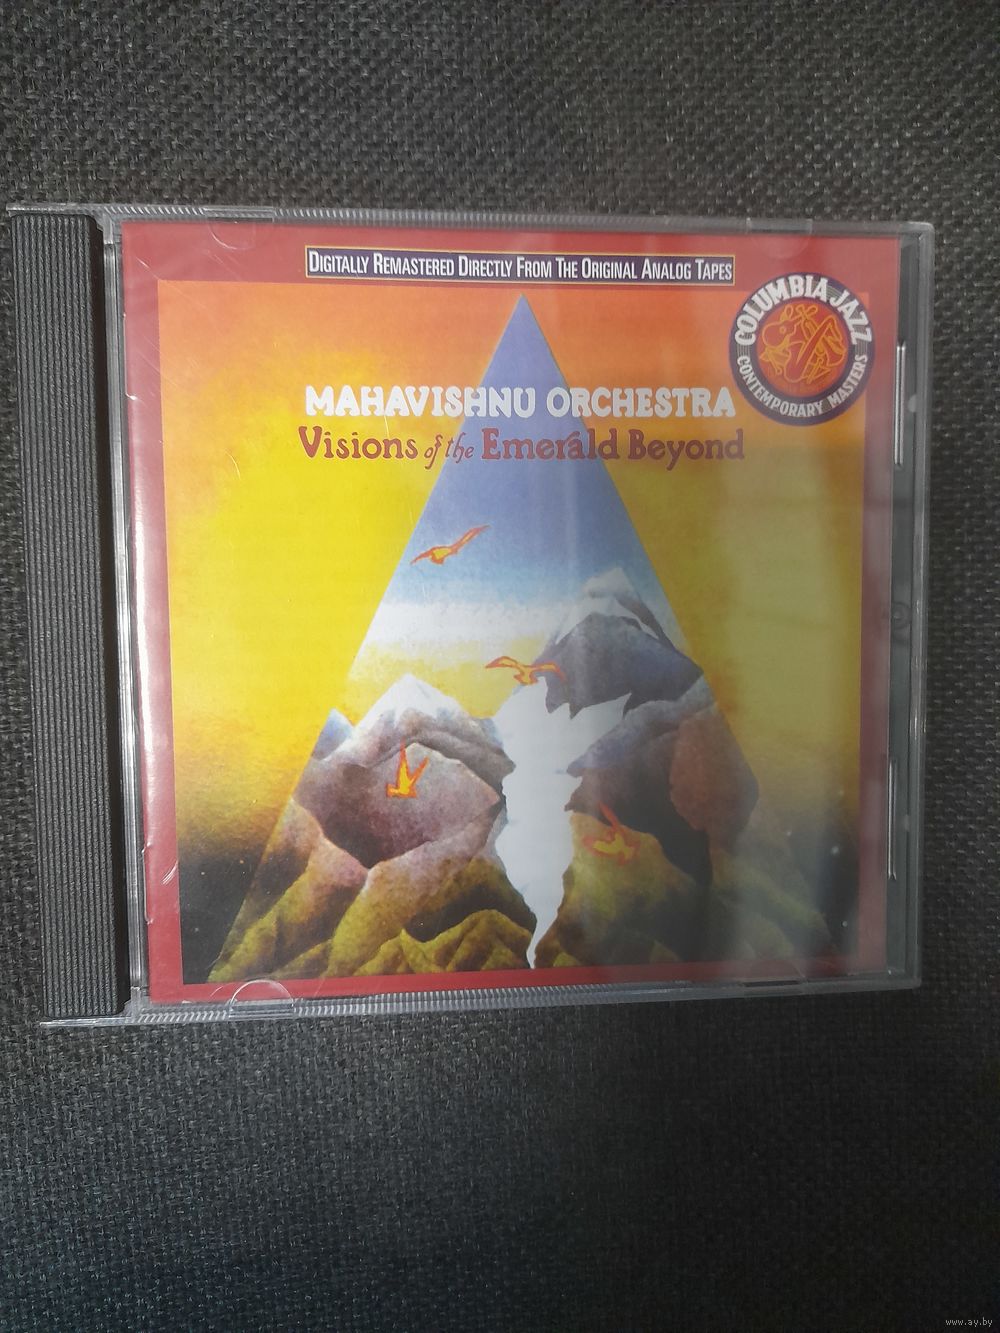 DIGITALLY REMASTERED DIRECTLY FROM THE ORIGINAL ANALOG TAPES
COLUMBIA JAZZ
CONTEMPORARY MASTERS
MAHAVISHNU ORCHESTRA
Visions of the Emerald Beyond
www.ay.by